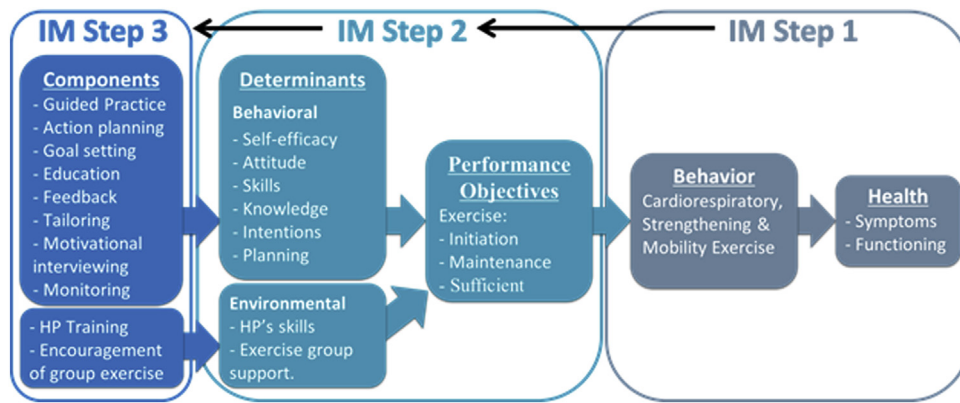 IM Step 3
IM Step 2
IM Step 1
Components
- Guided Practice
- Action planning
- Goal setting
- Education
- Feedback
- Tailoring
- Motivational
interviewing
- Monitoring
- HP Training
- Encouragement
of group exercise
Determinants
Behavioral
- Self-efficacy
- Attitude
- Skills
- Knowledge
- Intentions
- Planning
Environmental
- HP's skills
- Exercise group
support.
Performance
Objectives
Exercise:
- Initiation
- Maintenance
- Sufficient
Behavior
Cardiorespiratory,
Strengthening &
Mobility Exercise
Health
- Symptoms
- Functioning